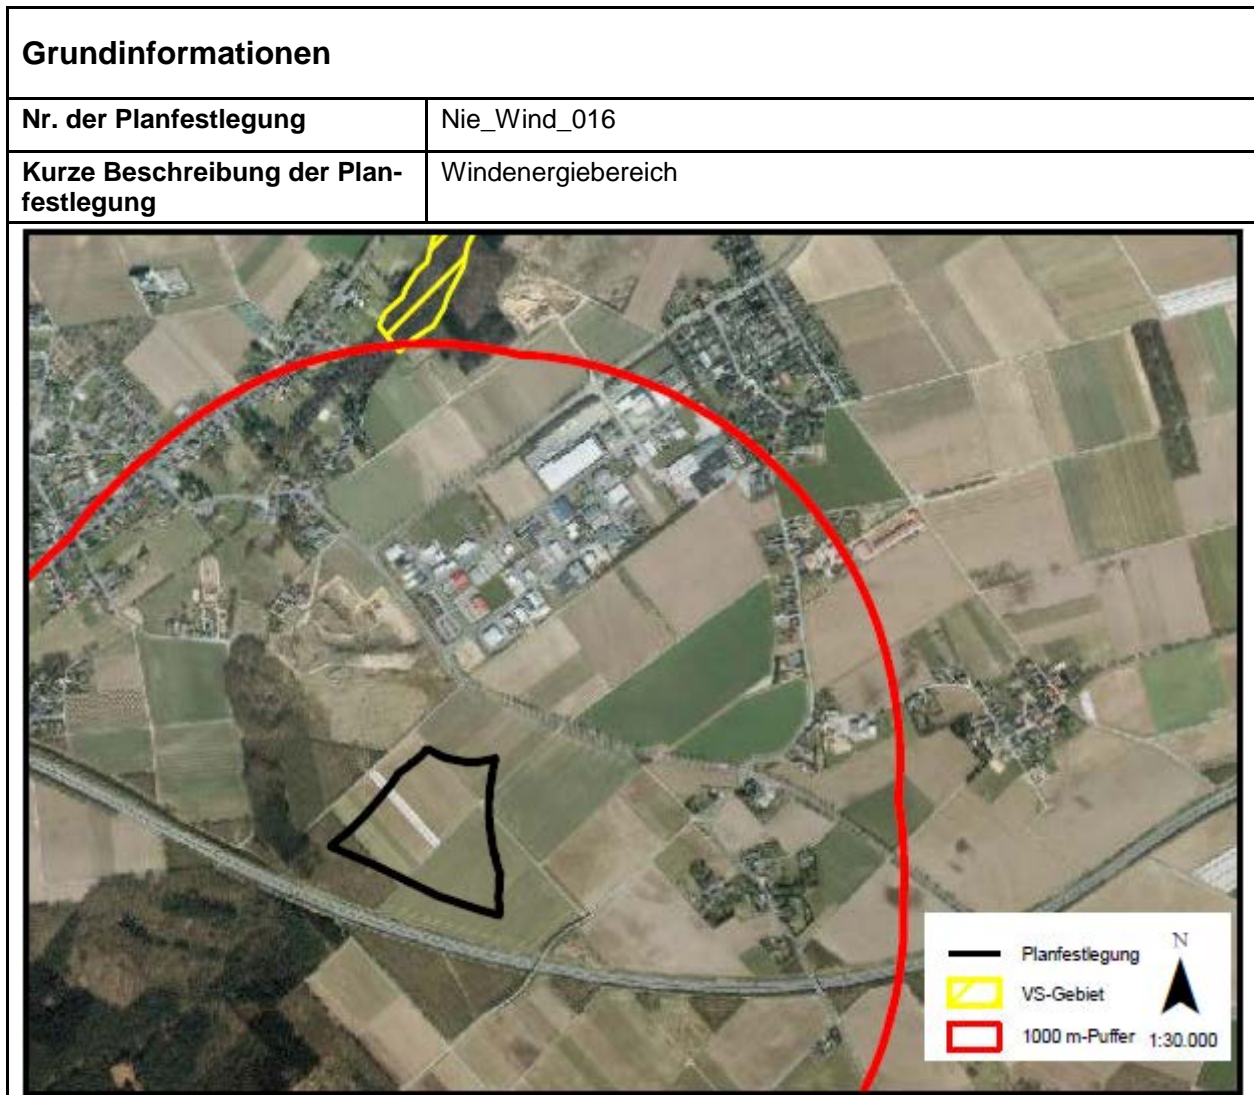 Grundinformationen
Nr. der Planfestlegung
Nie_Wind_016
Kurze Beschreibung der Plan-
festlegung
Windenergiebereich
Planfestlegung
VS-Gebiet
1000 m-Puffer
N
1:30.000